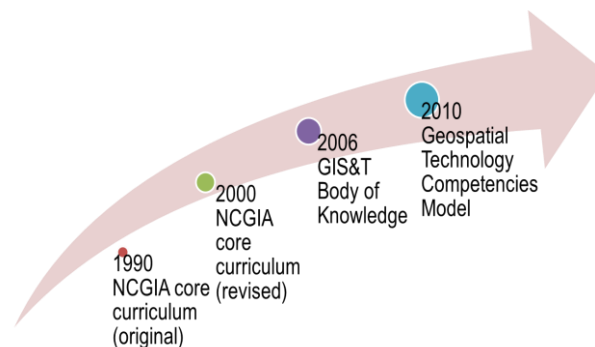 1990
NCGIA core
curriculum
(original)
2000
NCGIA
core
curriculum
(revised)
2006
GIS&T
Body of
Knowledge
2010
Geospatial
Technology
Competencies
Model